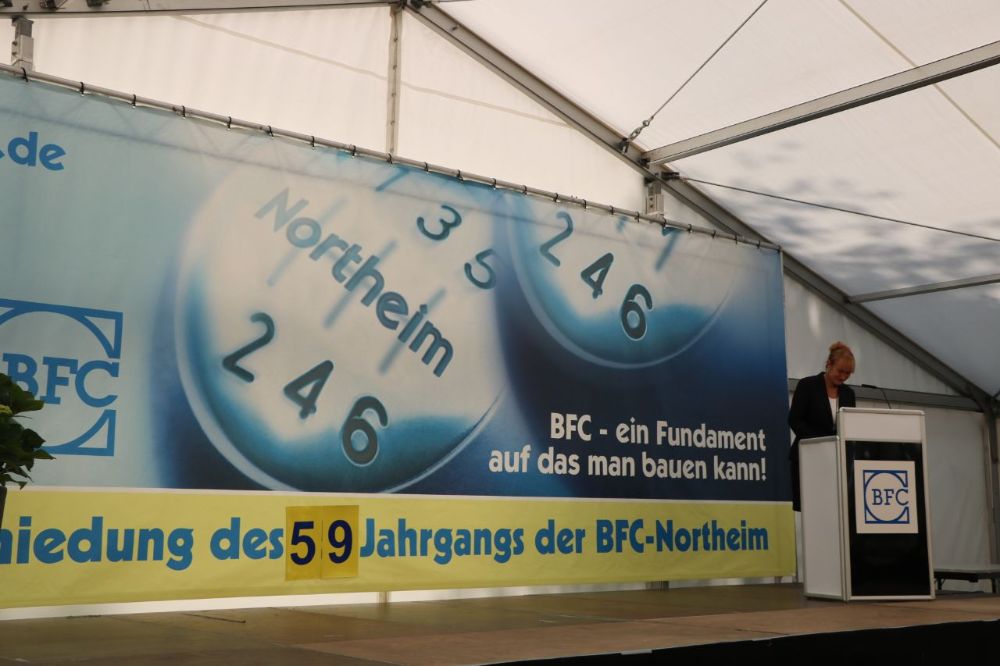 .de
Northeim
3 5
2 4 6
2 4 6
BFC
BFC - ein Fundament
auf das man bauen kann!
hiedung des 59 Jahrgangs der BFC-Northeim
BFC